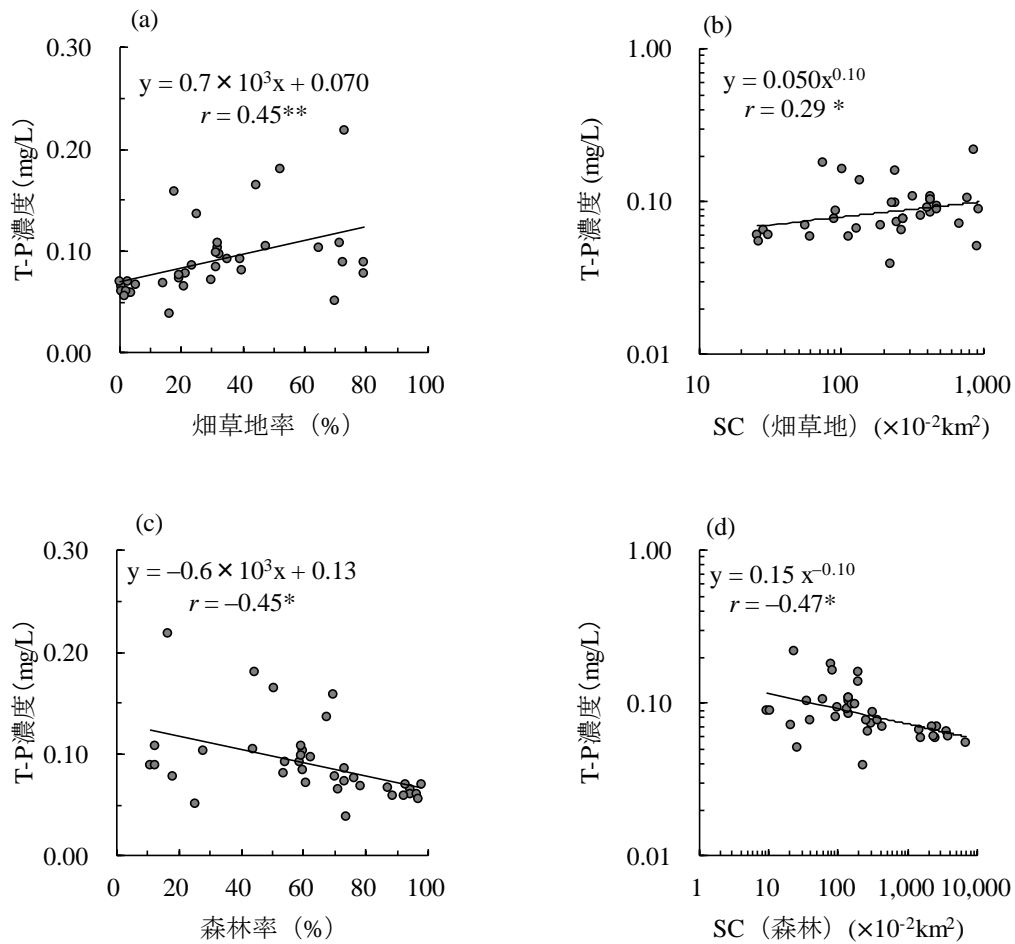 (a)
0.30
0.20
0.10
0.00
T-P濃度(mg/L)
y = 0.7×10³x + 0.070
r = 0.45**
0 20 40 60 80 100
畑草地率（%）
(b)
1.00
0.10
0.01
T-P濃度 (mg/L)
y = 0.050x^0.10
r = 0.29 *
10 100 1,000
SC（畑草地）(×10⁻²km²)
(c)
0.30
0.20
0.10
0.00
T-P濃度(mg/L)
y = –0.6×10³x + 0.13
r = –0.45*
0 20 40 60 80 100
森林率（%）
(d)
1.00
0.10
0.01
T-P濃度(mg/L)
y = 0.15 x^–0.10
r = –0.47*
1 10 100 1,000 10,000
SC（森林）(×10⁻²km²)